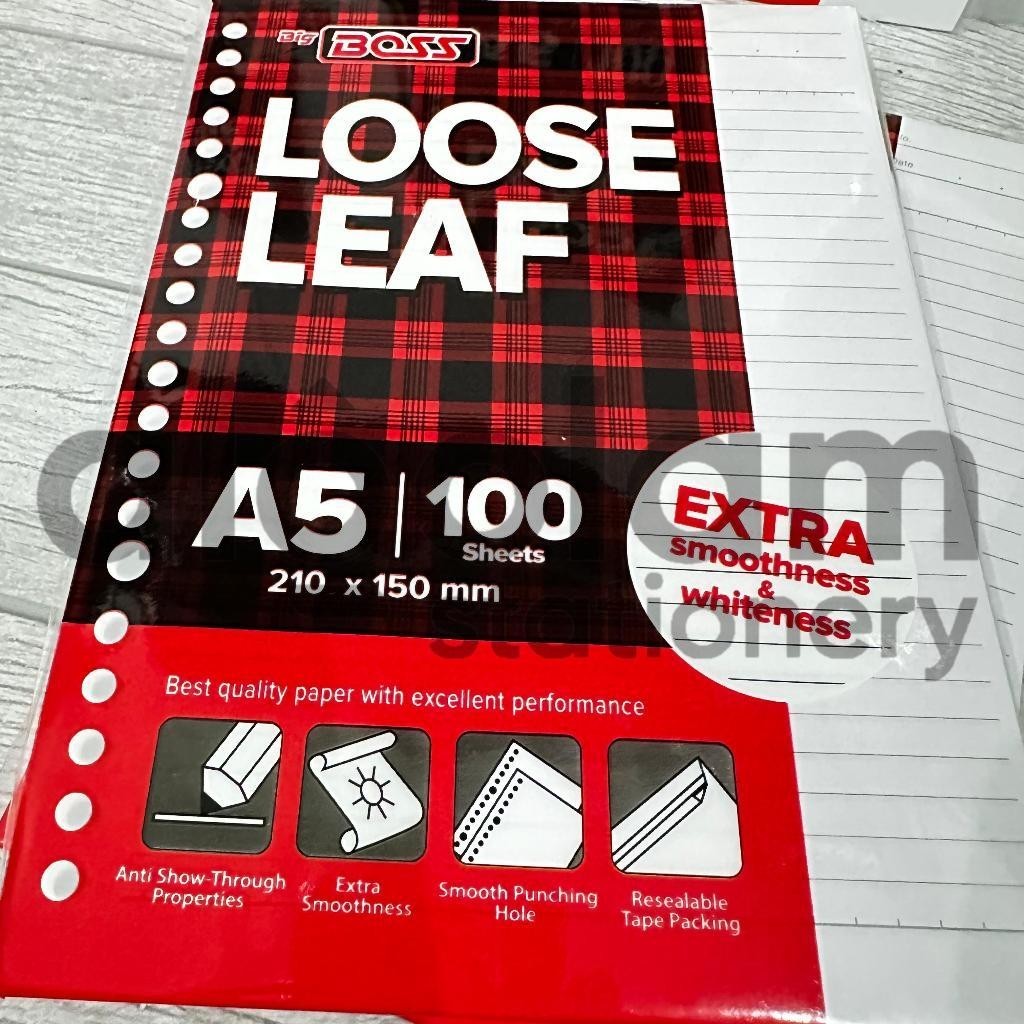 Big BOSS
LOOSE
LEAF
A5 | 100
Sheets
210 x 150 mm
EXTRA
smoothness
&
whiteness
Best quality paper with excellent performance
Anti Show-Through
Properties
Extra
Smoothness
Smooth Punching
Hole
Resealable
Tape Packing
stationery